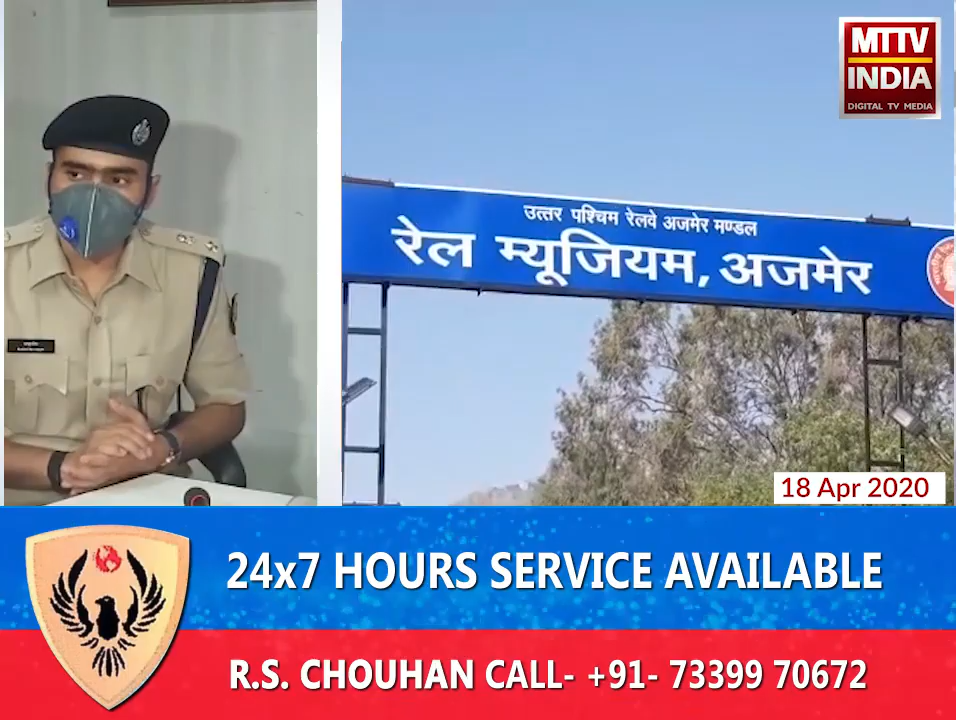 MTTV
INDIA
DIGITAL TV MEDIA
उत्तर पश्चिम रेलवे अजमेर मण्डल
रेल म्यूजियम, अजमेर
18 Apr 2020
24x7 HOURS SERVICE AVAILABLE
R.S. CHOUHAN CALL- +91- 73399 70672